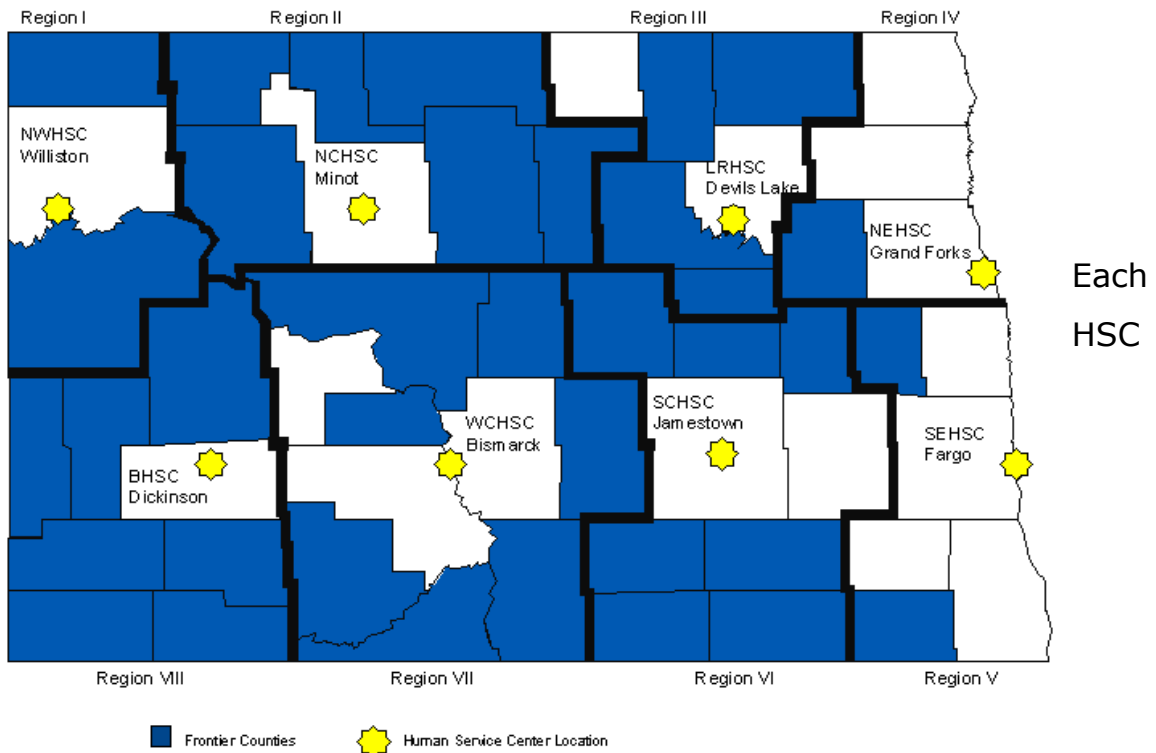 Region I
Region II
Region III
Region IV
NWHSC
Williston
NCHSC
Minot
LRHSC
Devils Lake
NEHSC
Grand Forks
Each
HSC
BHSC
Dickinson
WCHSC
Bismarck
SCHSC
Jamestown
SEHSC
Fargo
Region VIII
Region VII
Region VI
Region V
Frontier Counties
Human Service Center Location